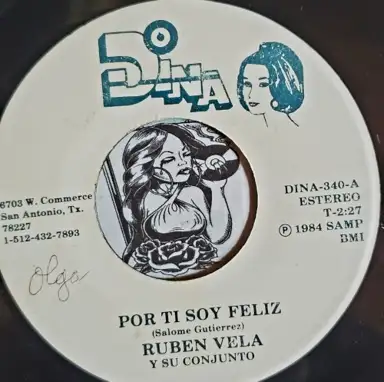 DINA
6703 W. Commerce
San Antonio, Tx.
78227
1-512-432-7893
DINA-340-A
ESTEREO
T-2:27
Ⓟ 1984 SAMP
BMI
Olga
POR TI SOY FELIZ
(Salome Gutierrez)
RUBEN VELA
Y SU CONJUNTO